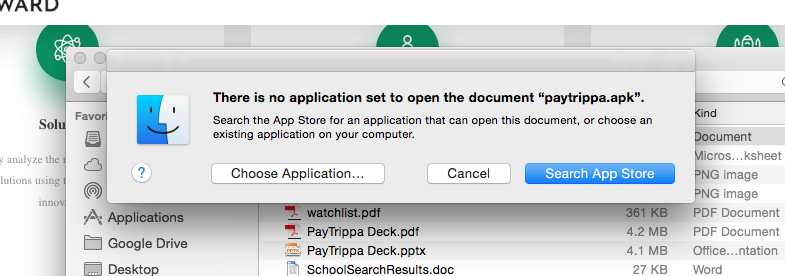 WARD
There is no application set to open the document “paytrippa.apk”.
Search the App Store for an application that can open this document, or choose an
existing application on your computer.
?
Choose Application...
Cancel
Search App Store
Favor
Solu
y analyze the
lutions using t
innova
Applications
Google Drive
Desktop
Kind
Document
Micros...ksheet
PNG image
PNG image
watchlist.pdf 361 KB PDF Document
PayTrippa Deck.pdf 4.2 MB PDF Document
PayTrippa Deck.pptx 4.1 MB Office...ntation
SchoolSearchResults.doc 27 KB Word